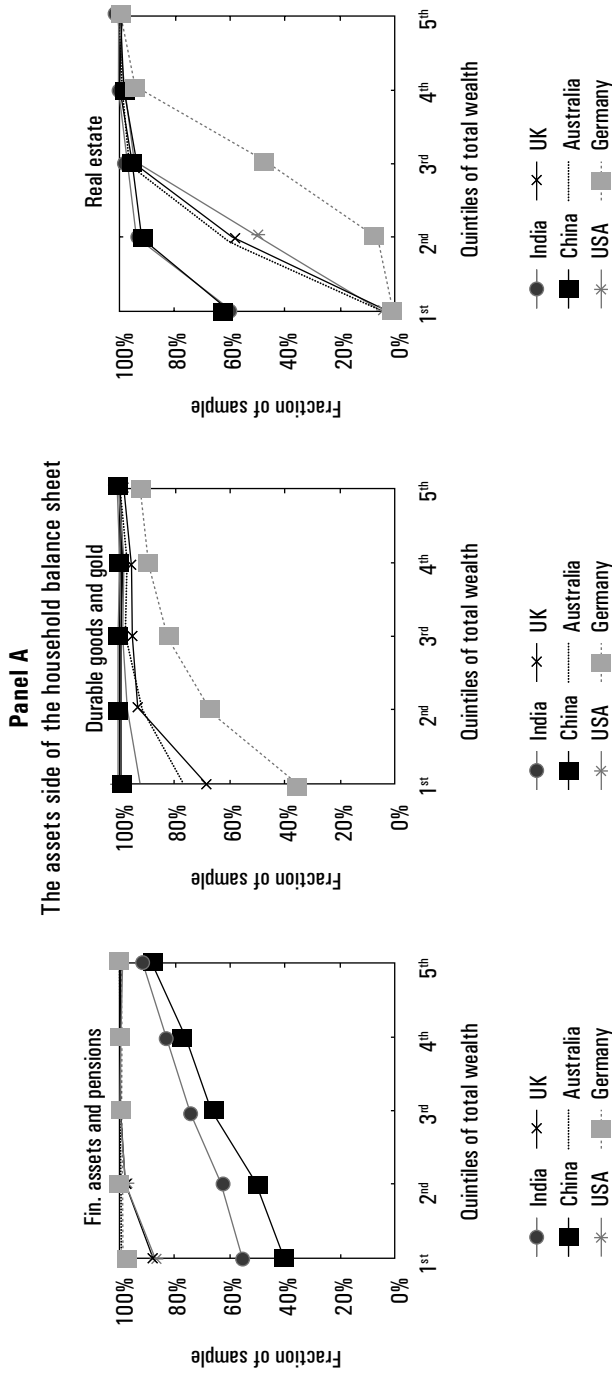 Panel A
The assets side of the household balance sheet
Fin. assets and pensions
Fraction of sample
100%
80%
60%
40%
20%
0%
1st
2nd
3rd
4th
5th
Quintiles of total wealth
India
UK
China
Australia
USA
Germany
Durable goods and gold
Fraction of sample
100%
80%
60%
40%
20%
0%
1st
2nd
3rd
4th
5th
Quintiles of total wealth
India
UK
China
Australia
USA
Germany
Real estate
Fraction of sample
100%
80%
60%
40%
20%
0%
1st
2nd
3rd
4th
5th
Quintiles of total wealth
India
UK
China
Australia
USA
Germany